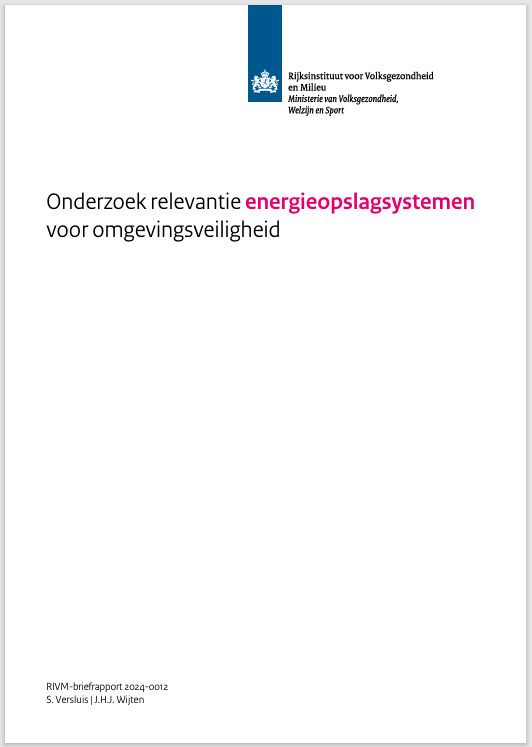 Rijksinstituut voor Volksgezondheid
en Milieu
Ministerie van Volksgezondheid,
Welzijn en Sport
Onderzoek relevantie energieopslagsystemen
voor omgevingsveiligheid
RIVM-briefrapport 2024-0012
S. Versluis | J.H.J. Wijten